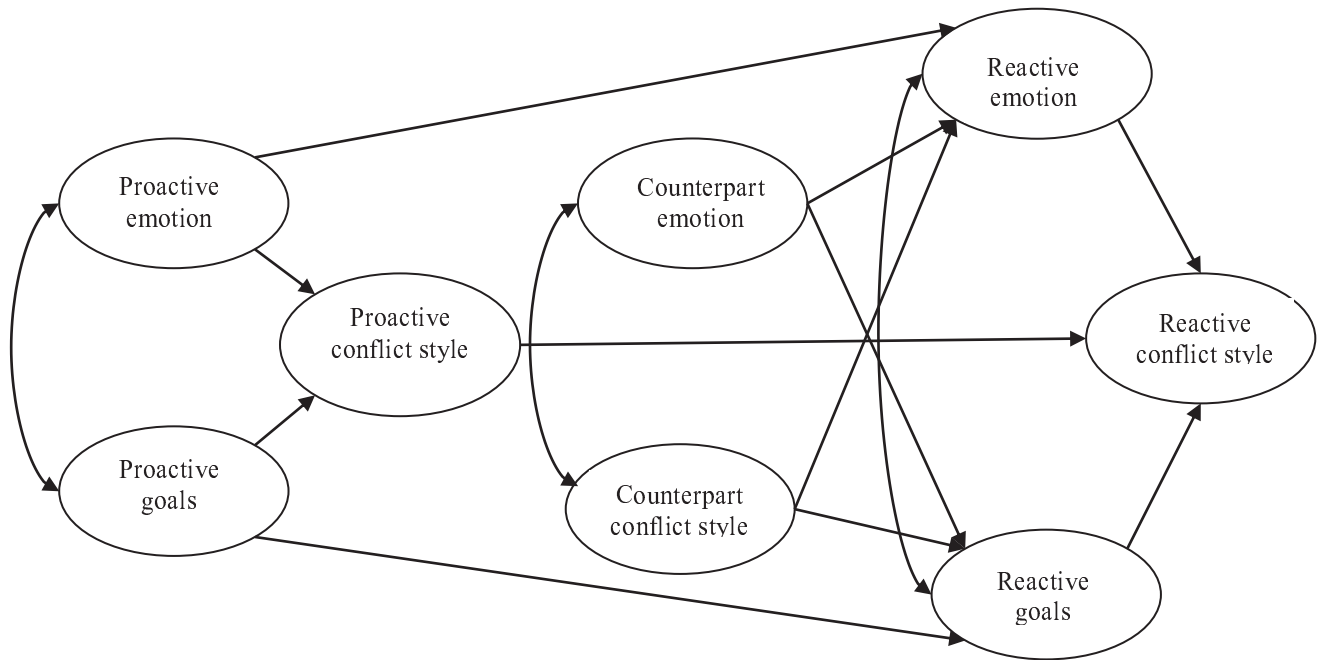 Reactive
emotion
Proactive
emotion
Counterpart
emotion
Proactive
conflict style
Reactive
conflict style
Proactive
goals
Counterpart
conflict style
Reactive
goals